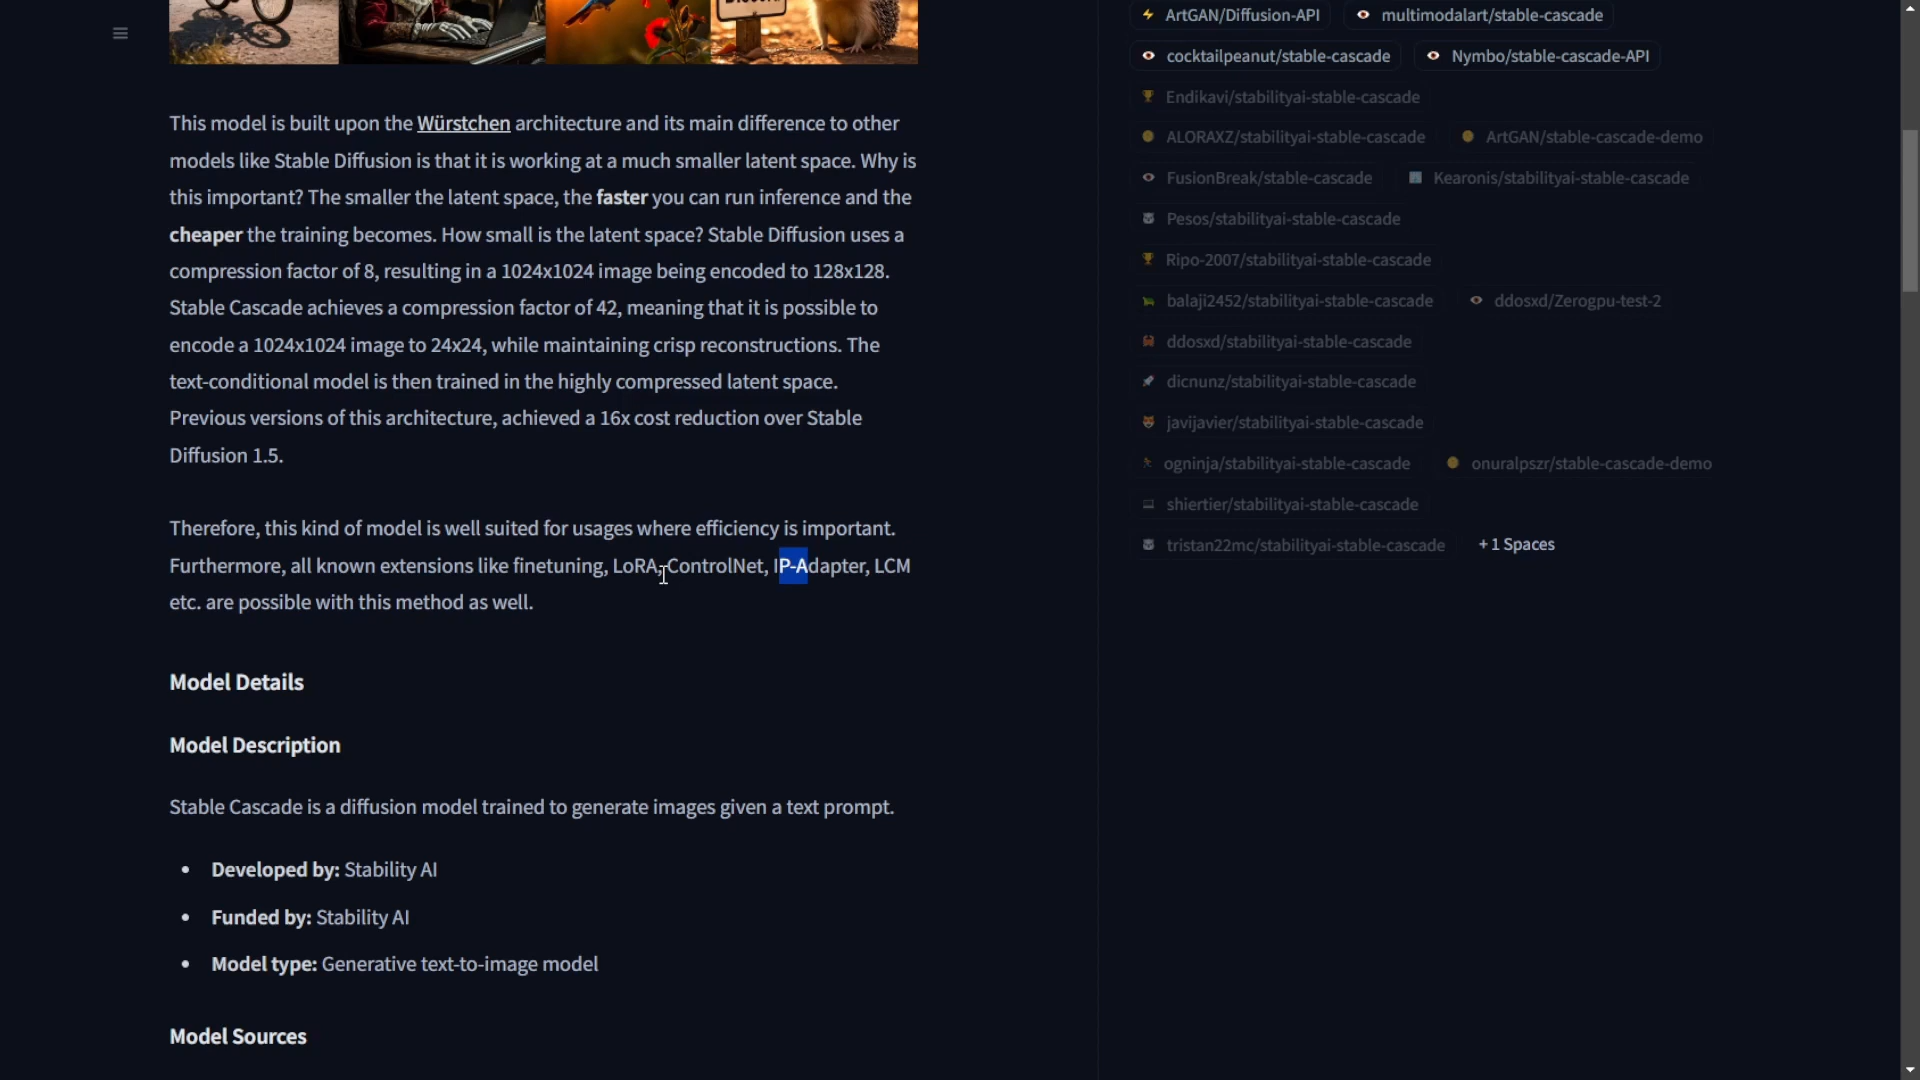 This model is built upon the Würstchen architecture and its main difference to other
models like Stable Diffusion is that it is working at a much smaller latent space. Why is
this important? The smaller the latent space, the faster you can run inference and the
cheaper the training becomes. How small is the latent space? Stable Diffusion uses a
compression factor of 8, resulting in a 1024x1024 image being encoded to 128x128.
Stable Cascade achieves a compression factor of 42, meaning that it is possible to
encode a 1024x1024 image to 24x24, while maintaining crisp reconstructions. The
text-conditional model is then trained in the highly compressed latent space.
Previous versions of this architecture, achieved a 16x cost reduction over Stable
Diffusion 1.5.
Therefore, this kind of model is well suited for usages where efficiency is important.
Furthermore, all known extensions like finetuning, LoRA, ControlNet, IP-Adapter, LCM
etc. are possible with this method as well.
Model Details
Model Description
Stable Cascade is a diffusion model trained to generate images given a text prompt.
• Developed by: Stability AI
• Funded by: Stability AI
• Model type: Generative text-to-image model
Model Sources
ArtGAN/Diffusion-API multimodalart/stable-cascade
cocktailpeanut/stable-cascade Nymbo/stable-cascade-API
Endikavi/stabilityai-stable-cascade
ALORAXZ/stabilityai-stable-cascade ArtGAN/stable-cascade-demo
FusionBreak/stable-cascade Kearonis/stabilityai-stable-cascade
Pesos/stabilityai-stable-cascade
Ripo-2007/stabilityai-stable-cascade
balaji2452/stabilityai-stable-cascade ddosxd/Zerogpu-test-2
ddosxd/stabilityai-stable-cascade
dicnunz/stabilityai-stable-cascade
javijavier/stabilityai-stable-cascade
ogninja/stabilityai-stable-cascade onuralpszr/stable-cascade-demo
shiertier/stabilityai-stable-cascade
tristan22mc/stabilityai-stable-cascade +1 Spaces